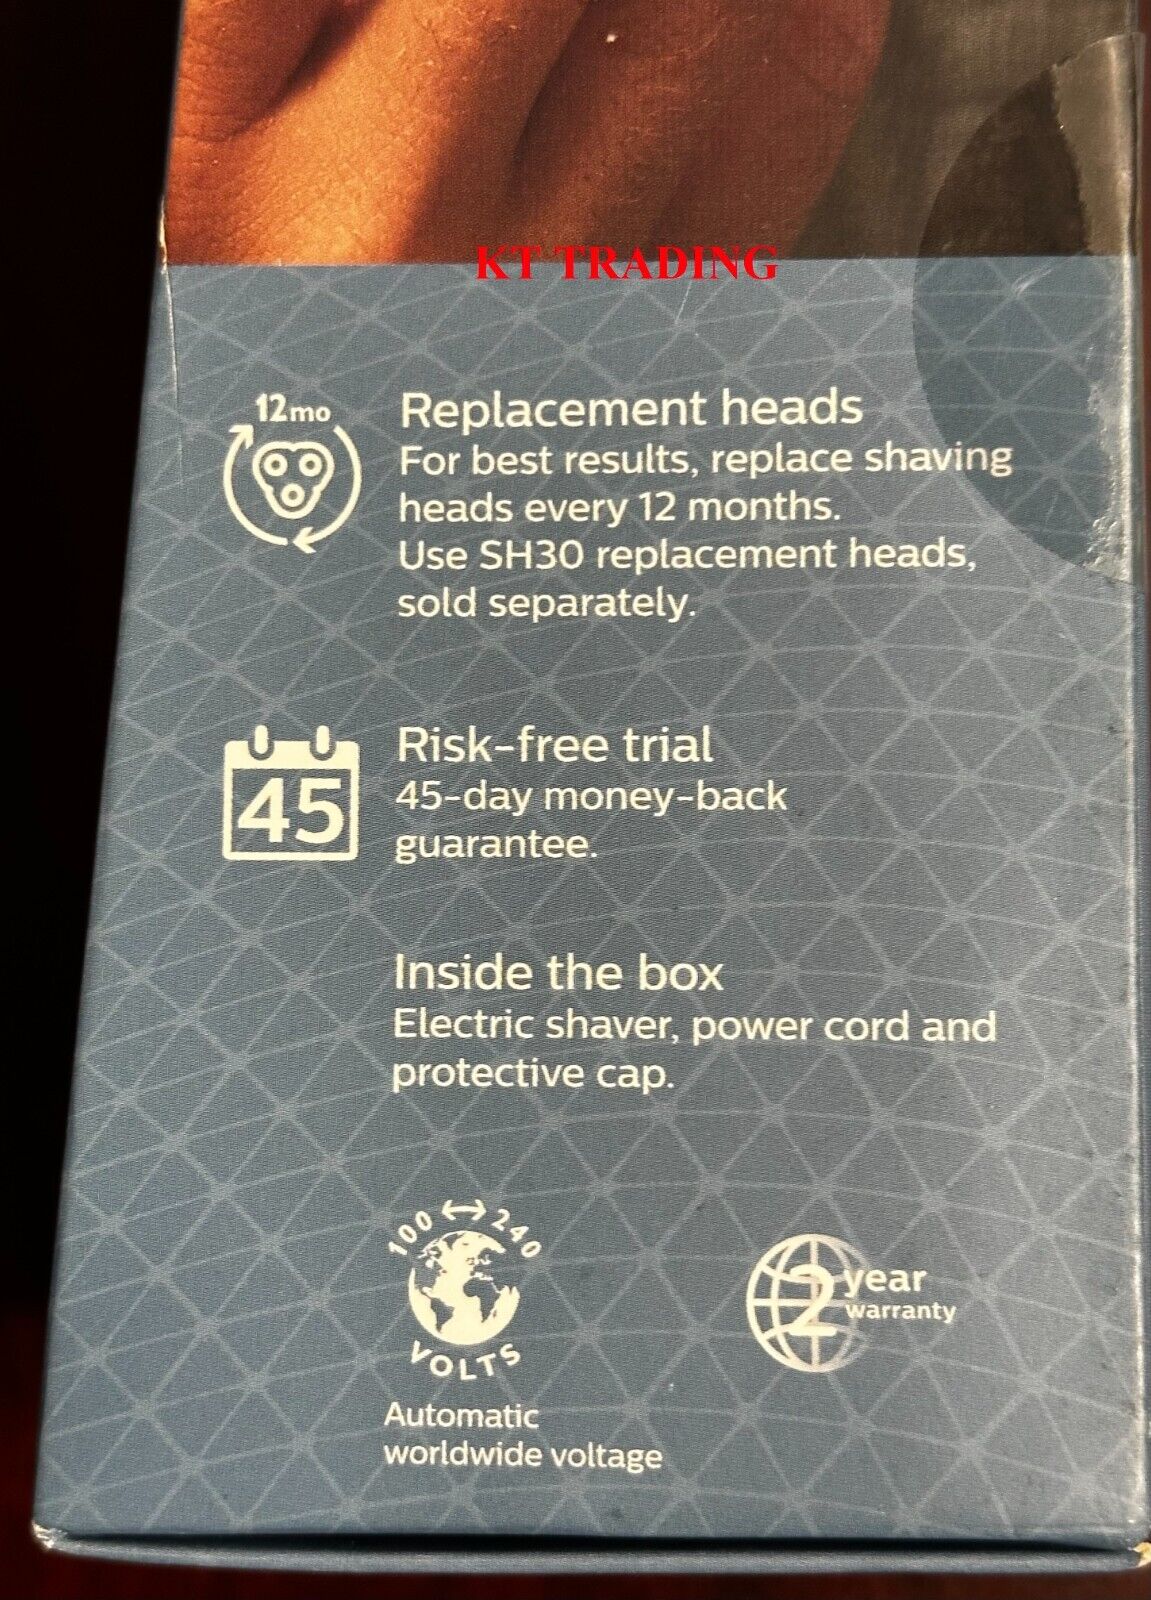 KT TRADING
12mo
Replacement heads
For best results, replace shaving
heads every 12 months.
Use SH30 replacement heads,
sold separately.
45
Risk-free trial
45-day money-back
guarantee.
Inside the box
Electric shaver, power cord and
protective cap.
100 ↔ 240
VOLTS
Automatic
worldwide voltage
2 year
warranty